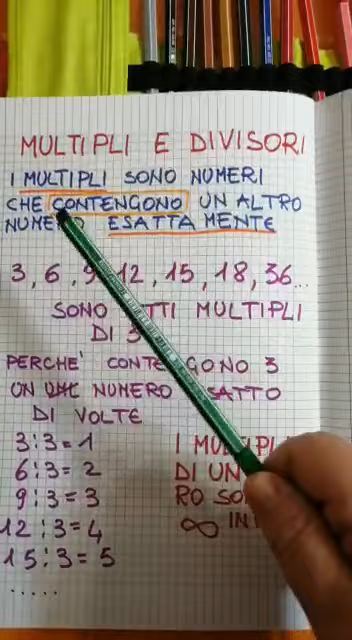 MULTIPLI E DIVISORI
I MULTIPLI SONO NUMERI
CHE CONTENGONO UN ALTRO
NUMERO ESATTAMENTE
3, 6, 9, 12, 15, 18, 36...
SONO MULTIPLI
DI 3
PERCHE' CONTENGONO 3
UN NUMERO ESATTO
DI VOLTE
3:3=1
6:3=2
9:3=3
12:3=4
15:3=5
.....
I MULTIPLI
DI UN
∞